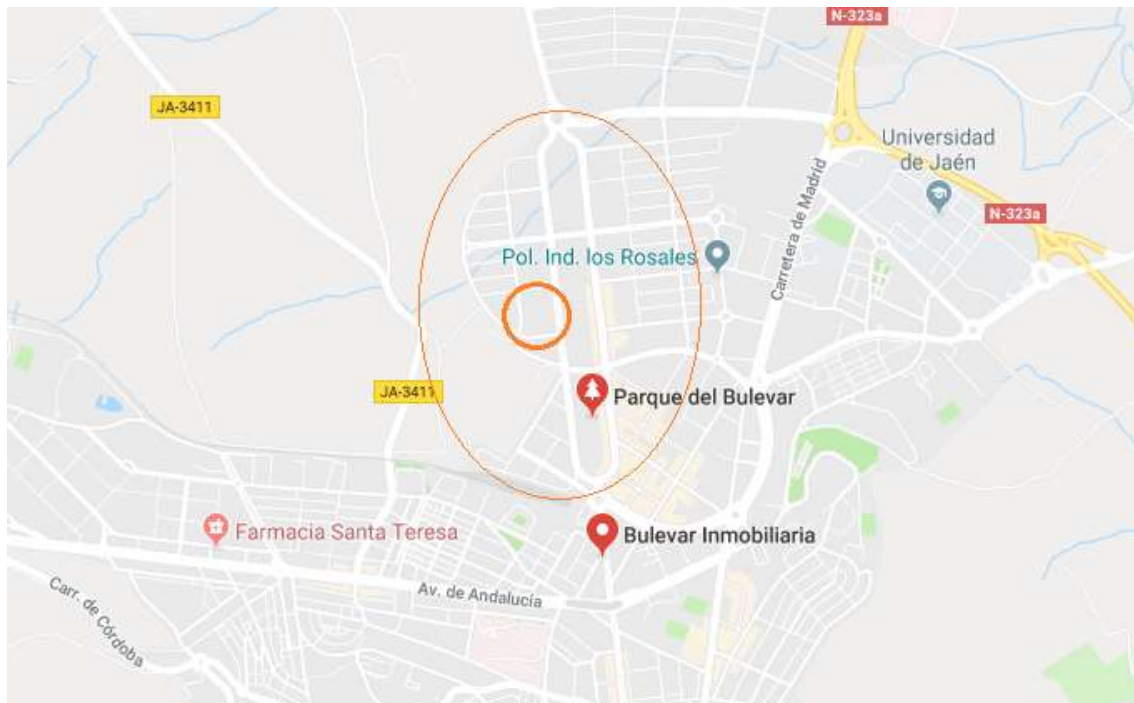 N-323a
JA-3411
Universidad
de Jaén
Carretera de Madrid
N-323a
Pol. Ind. los Rosales
JA-3411
Parque del Bulevar
Farmacia Santa Teresa
Bulevar Inmobiliaria
Av. de Andalucía
Carr. de Córdoba